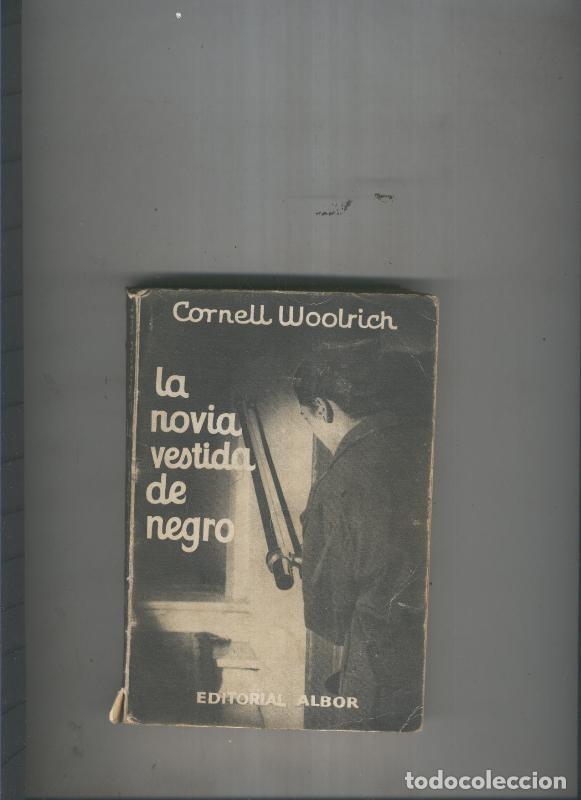 Cornell Woolrich
la
novia
vestida
de
negro
EDITORIAL ALBOR
todocoleccion